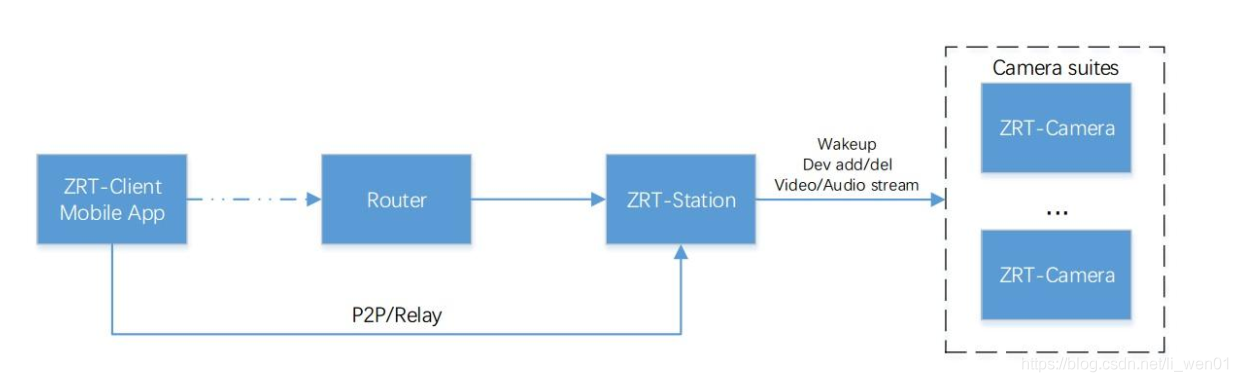 Camera suites
ZRT-Camera
Wakeup
Dev add/del
Video/Audio stream
ZRT-Client
Mobile App
Router
ZRT-Station
...
ZRT-Camera
P2P/Relay
https://blog.csdn.net/li_wen01